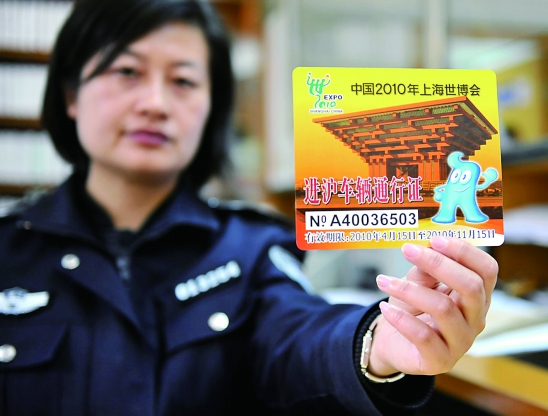 EXPO
2010
SHANGHAI CHINA
中国2010年上海世博会
进沪车辆通行证
№ A40036503
有效期限:2010年4月15日至2010年11月15日